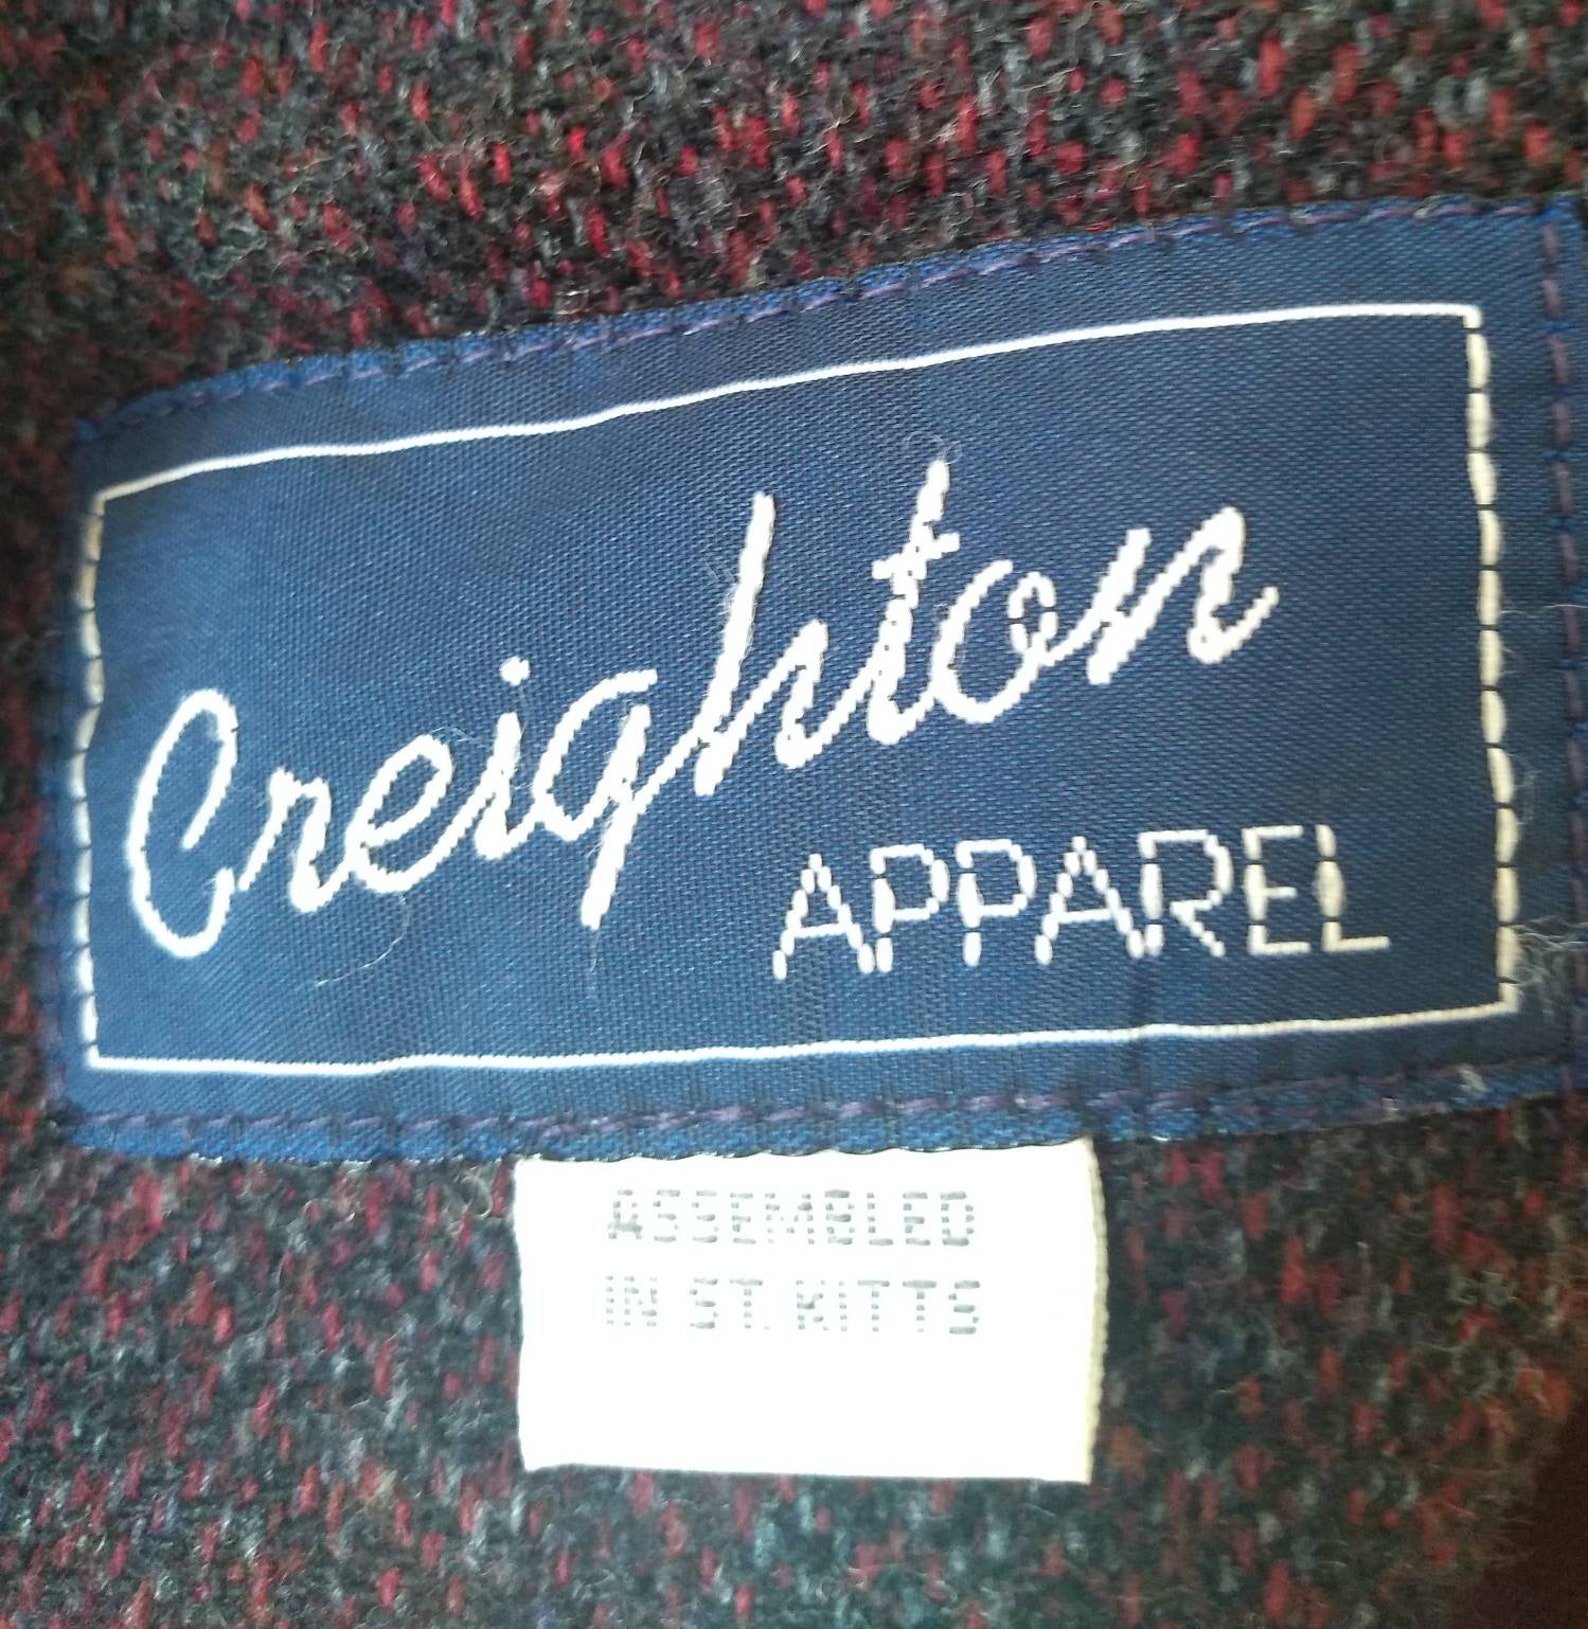 Creighton
APPAREL
ASSEMBLED
IN ST. KITTS